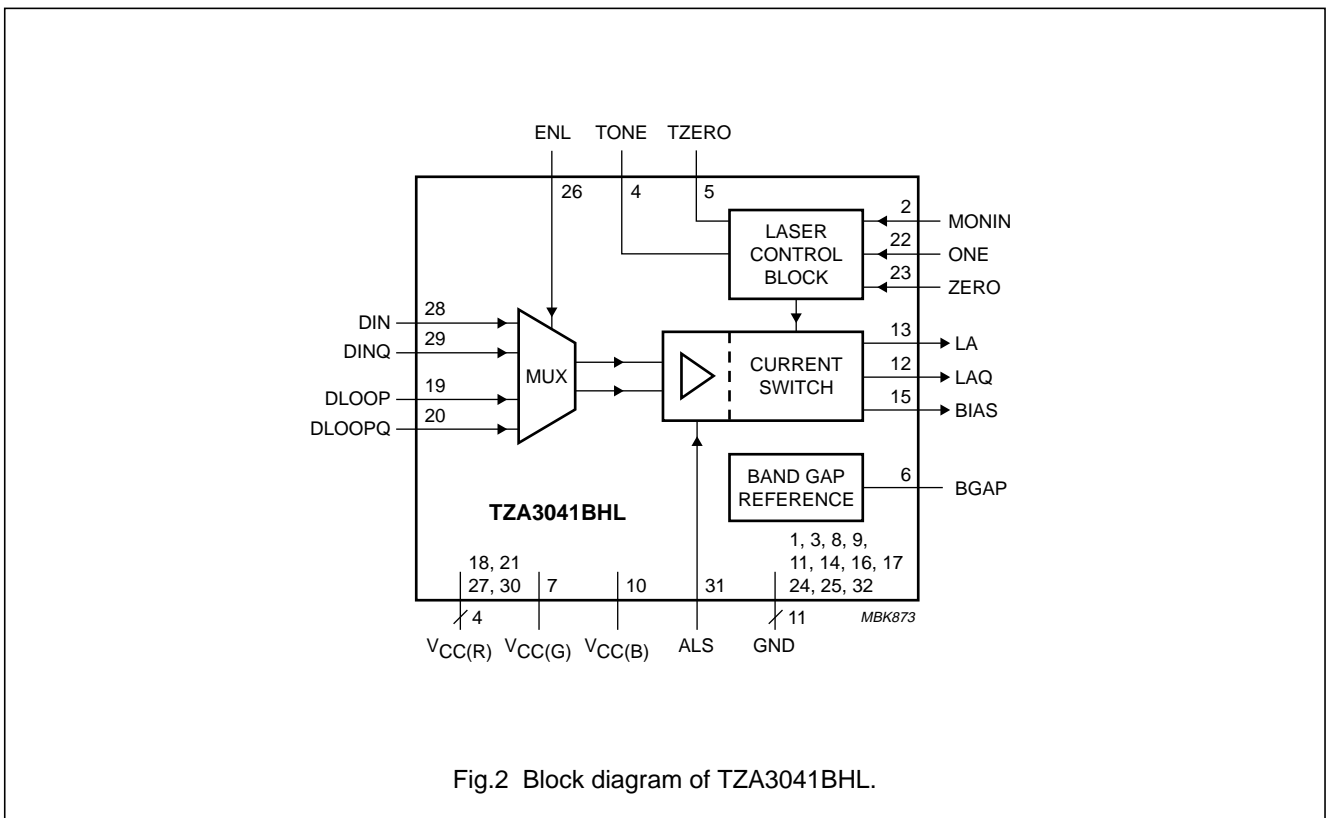 ENL TONE TZERO
26 4 5
2 MONIN
LASER
CONTROL
BLOCK
22 ONE
23 ZERO
DIN 28
DINQ 29
DLOOP 19
DLOOPQ 20
MUX
CURRENT
SWITCH
13 LA
12 LAQ
15 BIAS
BAND GAP
REFERENCE
6 BGAP
TZA3041BHL
18, 21
27, 30 7 10 31
1, 3, 8, 9,
11, 14, 16, 17
24, 25, 32
4 11
MBK873
VCC(R) VCC(G) VCC(B) ALS GND
Fig.2 Block diagram of TZA3041BHL.